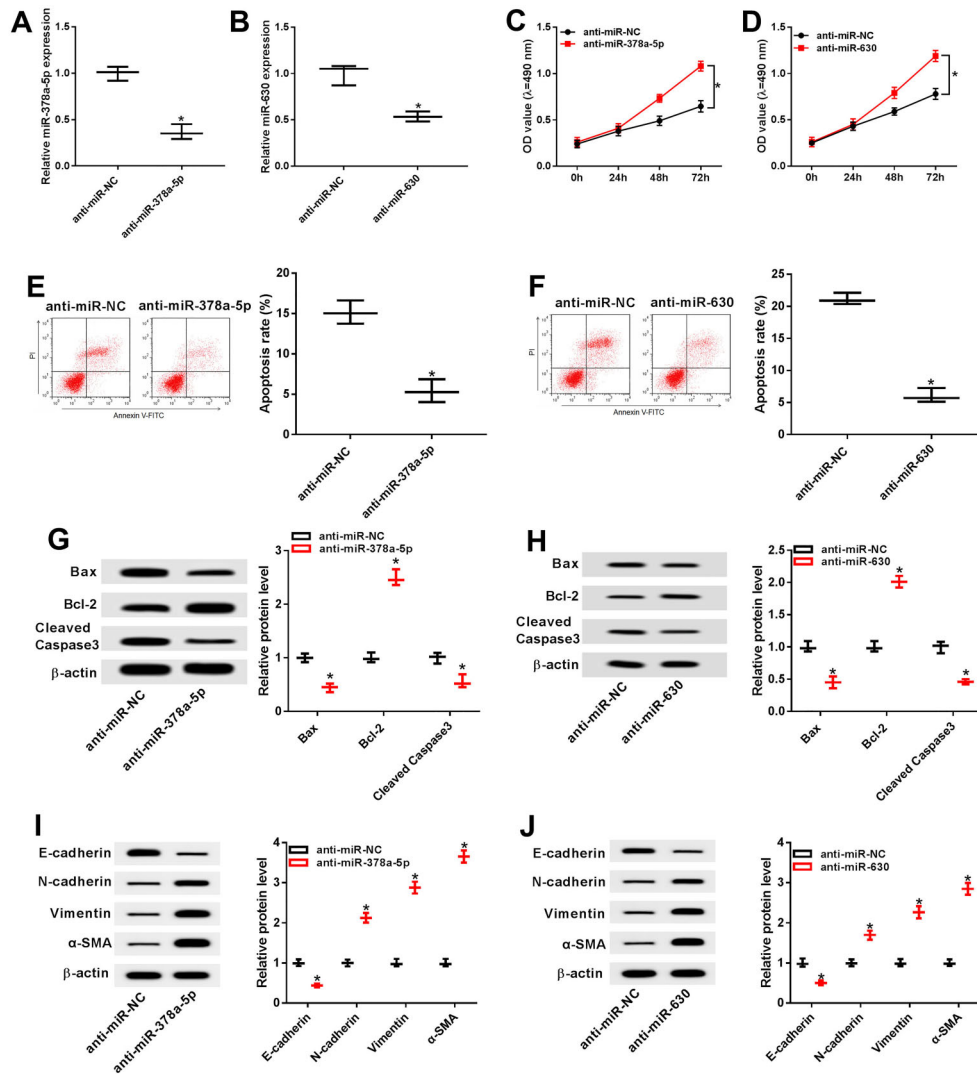 A
Relative miR-378a-5p expression
1.5
1.0
0.5
0.0
*
anti-miR-NC
anti-miR-378a-5p
B
Relative miR-630 expression
1.5
1.0
0.5
0.0
*
anti-miR-NC
anti-miR-630
C
anti-miR-NC
anti-miR-378a-5p
OD value (λ=490 nm)
1.5
1.0
0.5
0.0
*
0h 24h 48h 72h
D
anti-miR-NC
anti-miR-630
OD value (λ=490 nm)
1.5
1.0
0.5
0.0
*
0h 24h 48h 72h
E
anti-miR-NC anti-miR-378a-5p
PI
Annexin V-FITC
Apoptosis rate (%)
20
15
10
5
0
*
anti-miR-NC
anti-miR-378a-5p
F
anti-miR-NC anti-miR-630
PI
Annexin V-FITC
Apoptosis rate (%)
25
20
15
10
5
0
*
anti-miR-NC
anti-miR-630
G
Bax
Bcl-2
Cleaved
Caspase3
β-actin
anti-miR-NC
anti-miR-378a-5p
anti-miR-NC
anti-miR-378a-5p
Relative protein level
3
2
1
0
*
*
*
Bax
Bcl-2
Cleaved Caspase3
H
Bax
Bcl-2
Cleaved
Caspase3
β-actin
anti-miR-NC
anti-miR-630
anti-miR-NC
anti-miR-630
Relative protein level
2.5
2.0
1.5
1.0
0.5
0.0
*
*
*
Bax
Bcl-2
Cleaved Caspase3
I
E-cadherin
N-cadherin
Vimentin
α-SMA
β-actin
anti-miR-NC
anti-miR-378a-5p
anti-miR-NC
anti-miR-378a-5p
Relative protein level
4
3
2
1
0
*
*
*
*
E-cadherin
N-cadherin
Vimentin
α-SMA
J
E-cadherin
N-cadherin
Vimentin
α-SMA
β-actin
anti-miR-NC
anti-miR-630
anti-miR-NC
anti-miR-630
Relative protein level
4
3
2
1
0
*
*
*
*
E-cadherin
N-cadherin
Vimentin
α-SMA